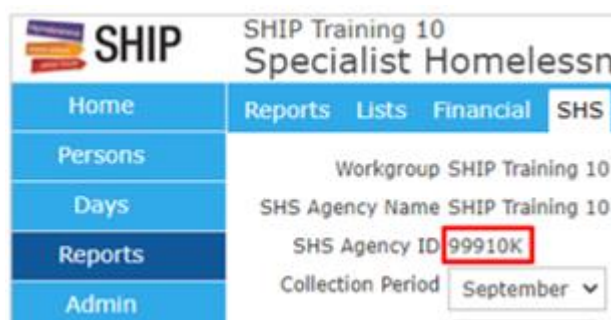 SHIP
SHIP Training 10
Specialist Homelessn
Home
Persons
Days
Reports
Admin
Reports Lists Financial SHS
Workgroup SHIP Training 10
SHS Agency Name SHIP Training 10
SHS Agency ID 99910K
Collection Period September